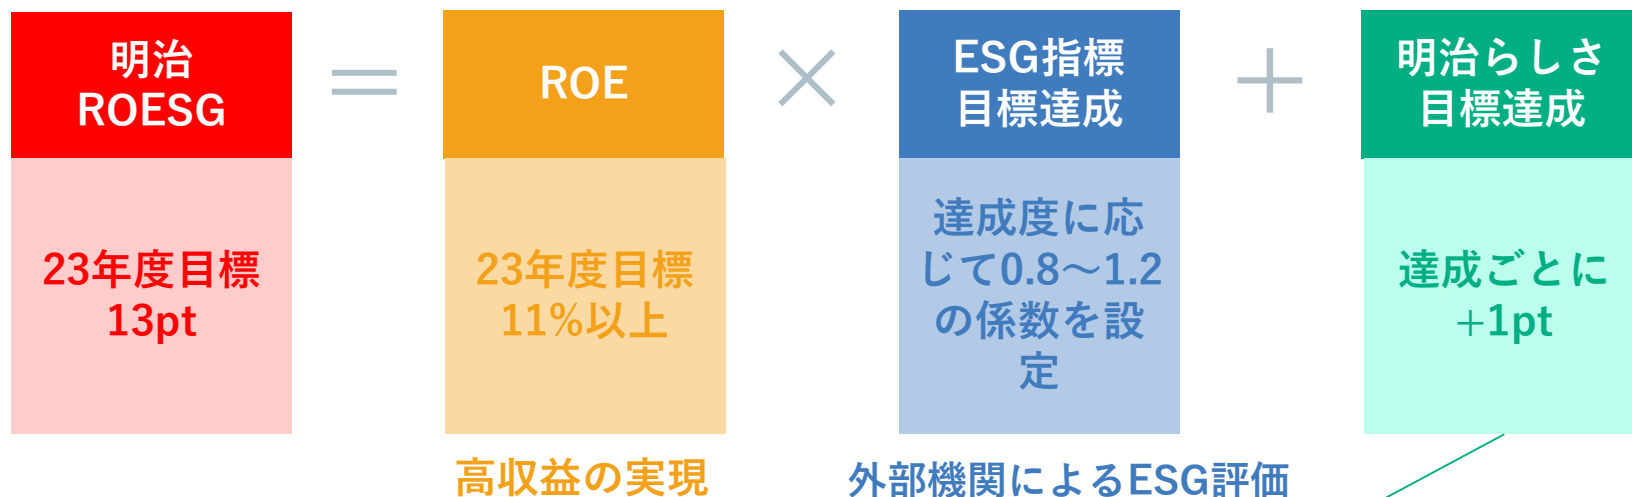 明治
ROESG
=
ROE
×
ESG指標
目標達成
+
明治らしさ
目標達成
23年度目標
13pt
23年度目標
11%以上
達成度に応
じて0.8~1.2
の係数を設
定
達成ごとに
+1pt
高収益の実現
外部機関によるESG評価